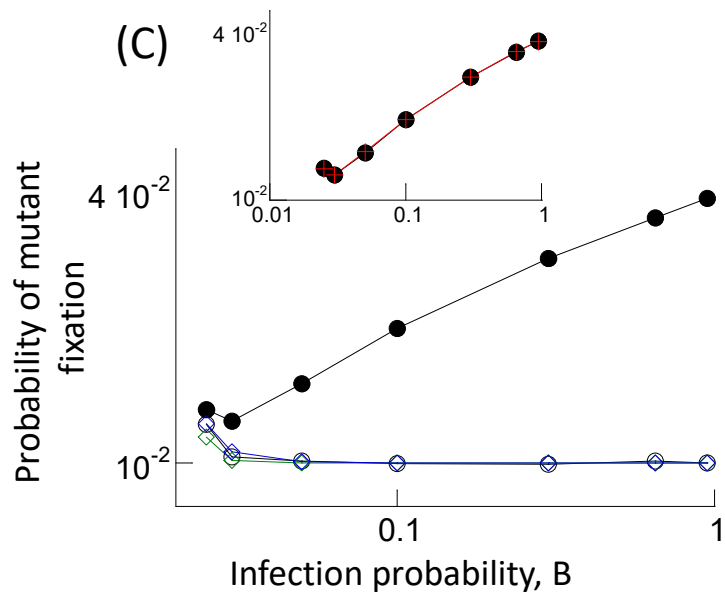 (C)
4 10-2
10-2
0.01
0.1
1
4 10-2
10-2
0.1
1
Probability of mutant
fixation
Infection probability, B